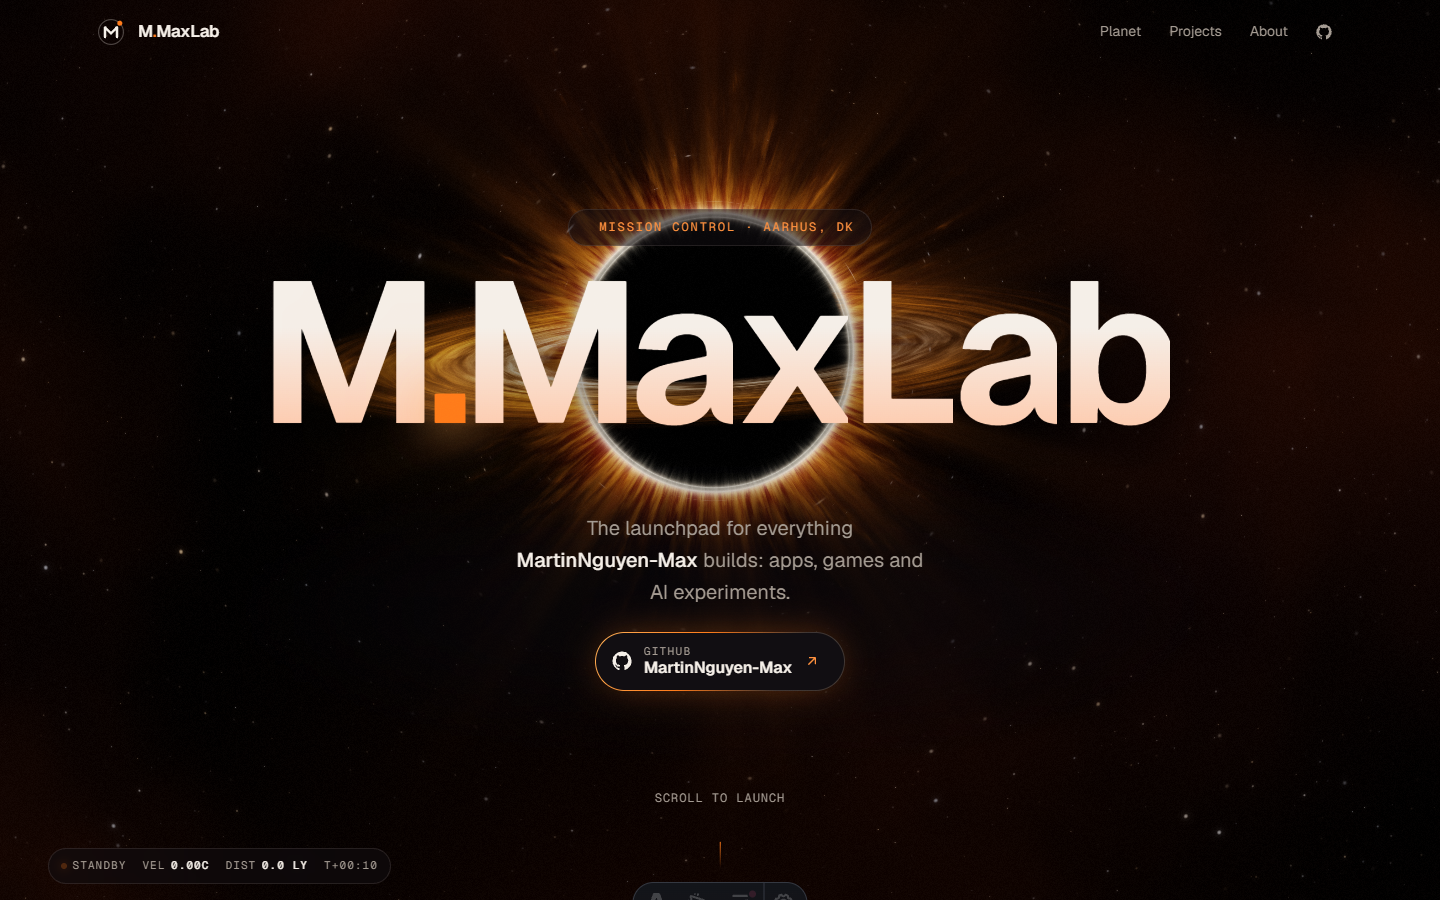 M.MaxLab
Planet
Projects
About
MISSION CONTROL · AARHUS, DK
M.MaxLab
The launchpad for everything
MartinNguyen-Max builds: apps, games and
AI experiments.
GITHUB
MartinNguyen-Max
SCROLL TO LAUNCH
STANDBY VEL 0.00C DIST 0.0 LY T+00:10